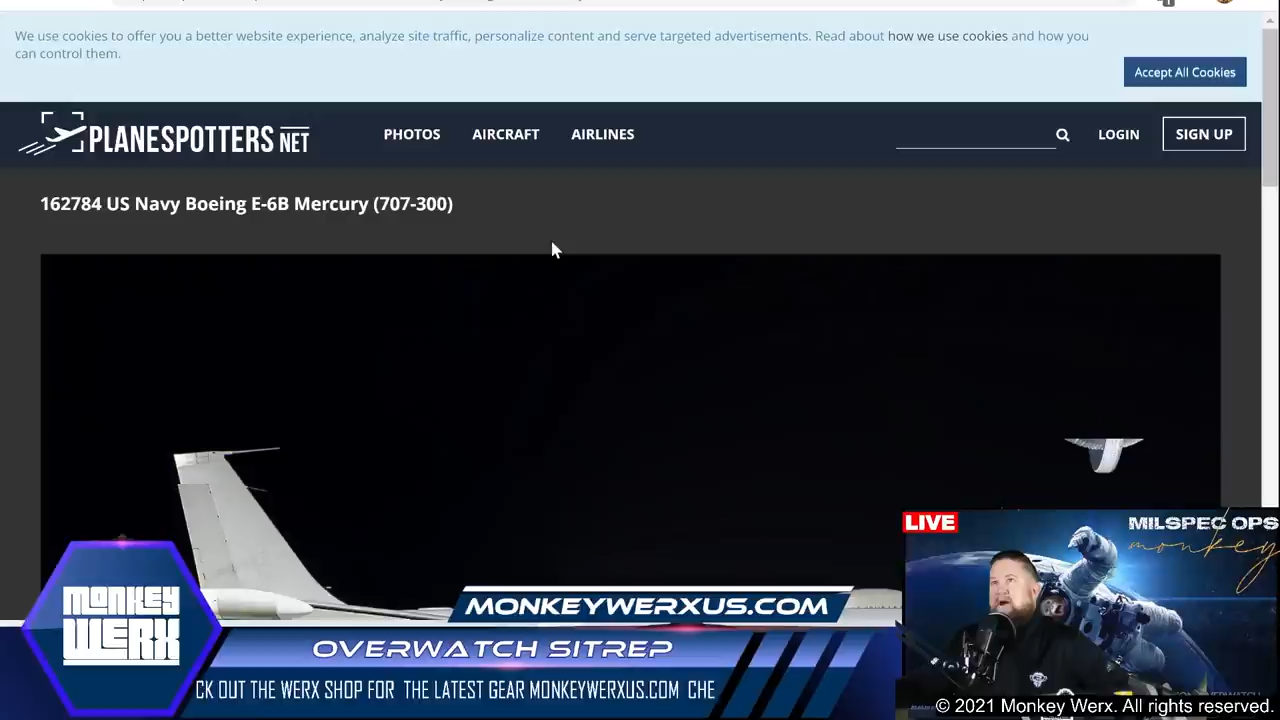 We use cookies to offer you a better website experience, analyze site traffic, personalize content and serve targeted advertisements. Read about how we use cookies and how you
can control them.
Accept All Cookies
PLANESPOTTERS NET
PHOTOS
AIRCRAFT
AIRLINES
LOGIN
SIGN UP
162784 US Navy Boeing E-6B Mercury (707-300)
LIVE
MILSPEC OPS
monkey
MONKEY
WERX
MONKEYWERXUS.COM
OVERWATCH SITREP
CK OUT THE WERX SHOP FOR THE LATEST GEAR MONKEYWERXUS.COM CHE
© 2021 Monkey Werx. All rights reserved.